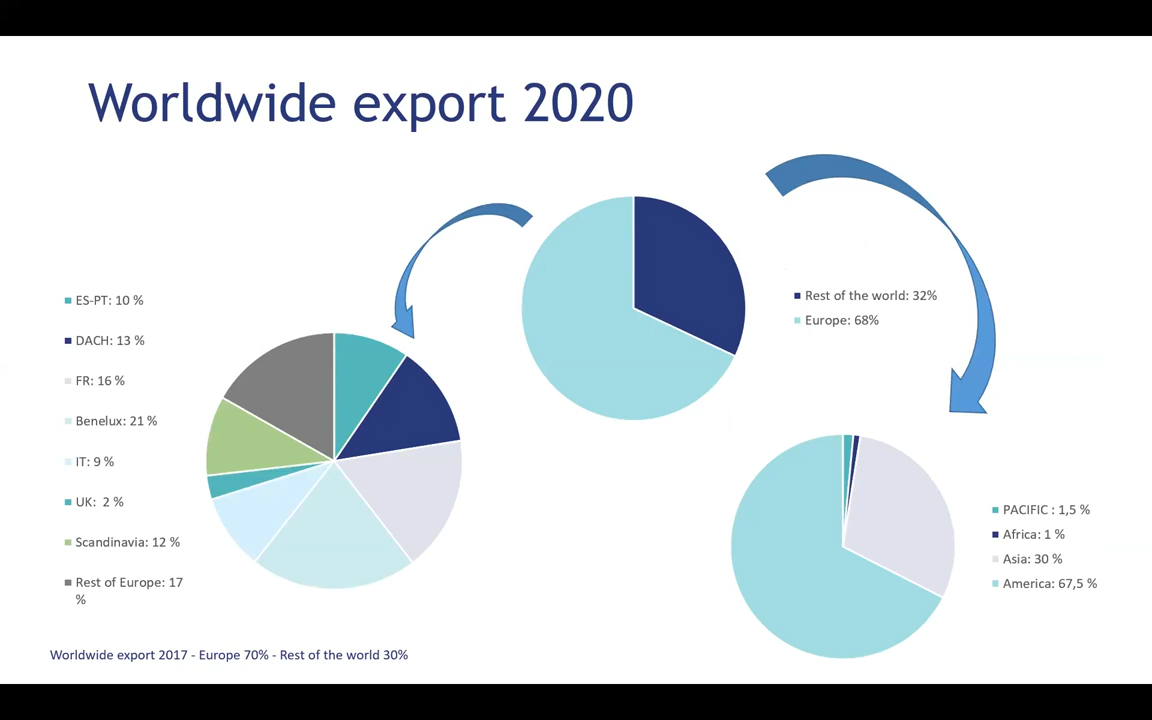 Worldwide export 2020
ES-PT: 10 %
DACH: 13 %
FR: 16 %
Benelux: 21 %
IT: 9 %
UK:  2 %
Scandinavia: 12 %
Rest of Europe: 17
%
Rest of the world: 32%
Europe: 68%
PACIFIC : 1,5 %
Africa: 1 %
Asia: 30 %
America: 67,5 %
Worldwide export 2017 - Europe 70% - Rest of the world 30%